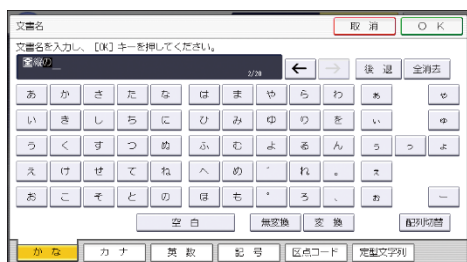 文書名 取 消 O K
文書名を入力し、[OK] キーを押してください。
2/20 ← → 後 退 全消去
あ か さ た な は ま や ら わ ぁ ゃ
い き し ち に ひ み ゆ り を ぃ ゅ
う く す つ ぬ ふ む よ る ん ぅ っ ょ
え け せ て ね へ め ゛ れ 。 ぇ
お こ そ と の ほ も ゜ ろ 、 ぉ ー
空 白 無変換 変 換 配列切替
か な カ ナ 英 数 記 号 区点コード 定型文字列